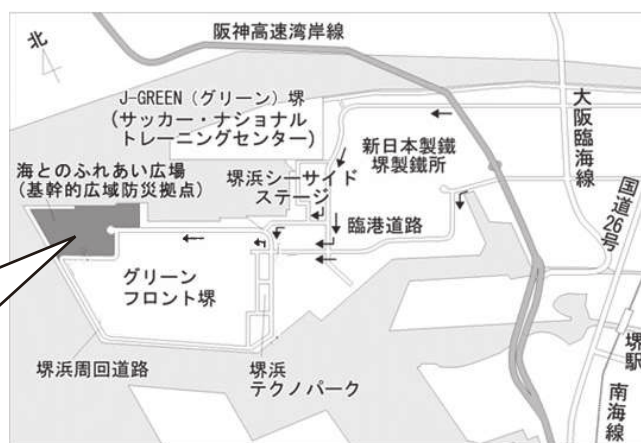 北
阪神高速湾岸線
J-GREEN（グリーン）堺
（サッカー・ナショナル
トレーニングセンター）
大阪臨海線
新日本製鐵
堺製鐵所
国道26号
海とのふれあい広場
（基幹的広域防災拠点）
堺浜シーサイド
ステージ
臨港道路
グリーン
フロント堺
堺浜周回道路
堺浜
テクノパーク
堺駅
南海線